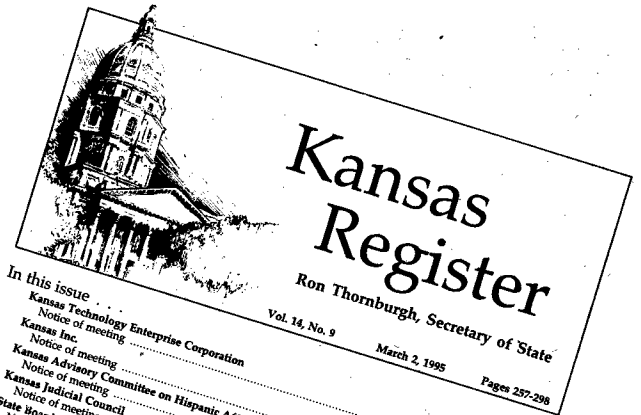 Kansas
Register
Ron Thornburgh, Secretary of State
Vol. 14, No. 9 March 2, 1995 Pages 257-298
In this issue . . .
Kansas Technology Enterprise Corporation
Notice of meeting
Kansas Inc.
Notice of meeting
Kansas Advisory Committee on Hispanic
Notice of meeting
Kansas Judicial Council
Notice of meeting
State